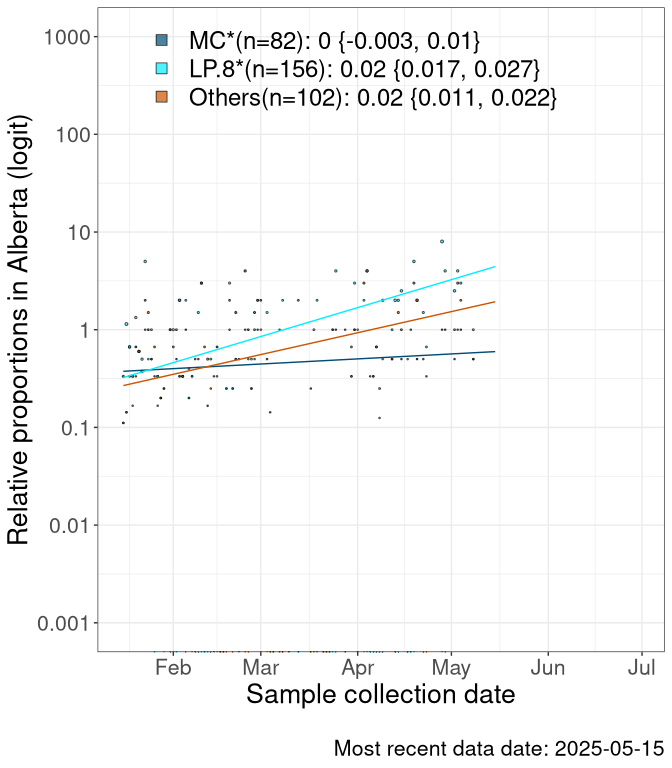 MC*(n=82): 0 {-0.003, 0.01}
LP.8*(n=156): 0.02 {0.017, 0.027}
Others(n=102): 0.02 {0.011, 0.022}
Relative proportions in Alberta (logit)
1000
100
10
1
0.1
0.01
0.001
Feb Mar Apr May Jun Jul
Sample collection date
Most recent data date: 2025-05-15